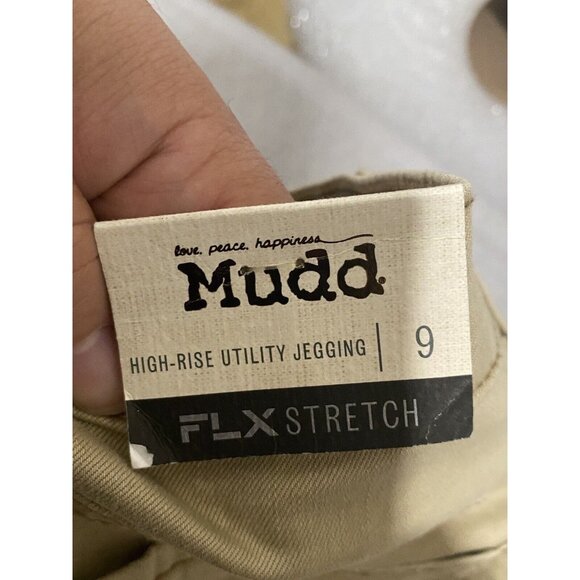 love. peace. happiness
Mudd.
HIGH-RISE UTILITY JEGGING | 9
FLX STRETCH